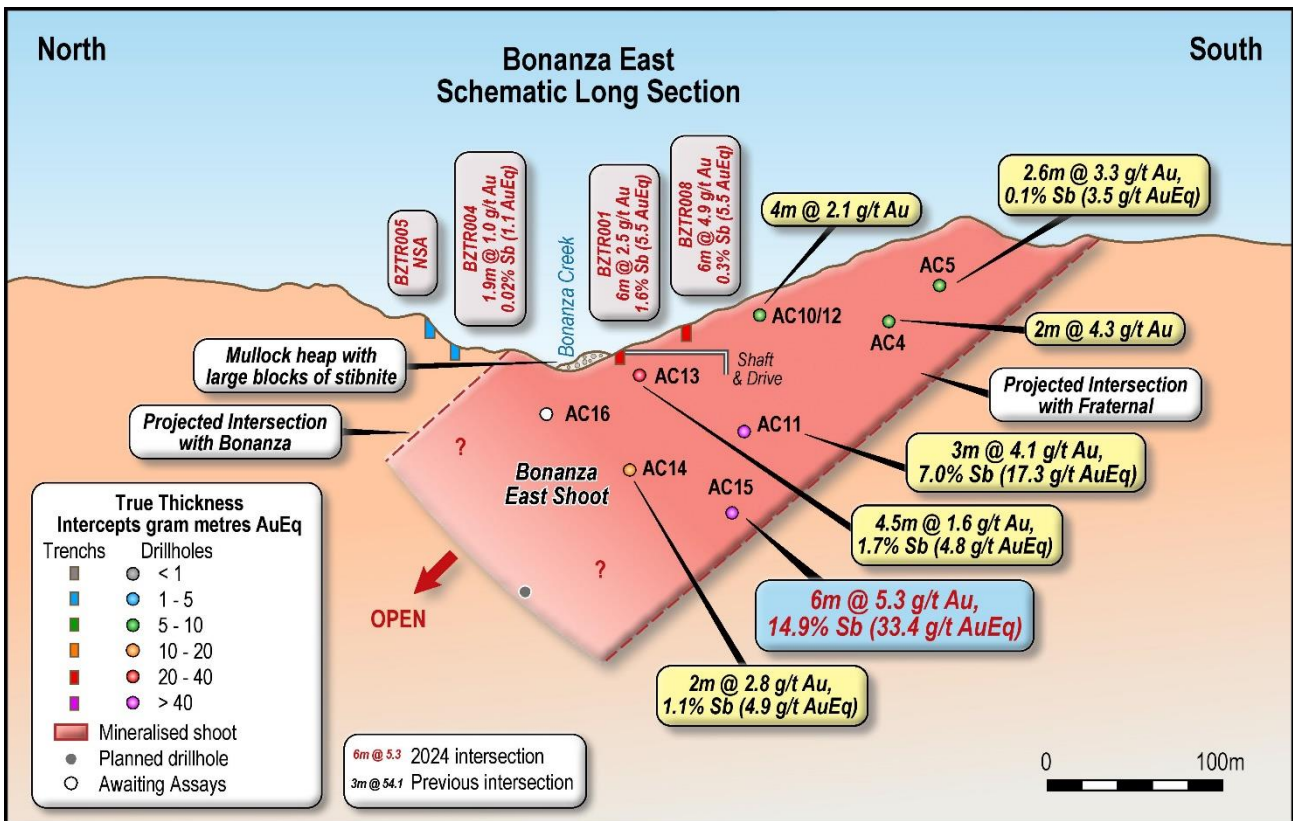 North
South
Bonanza East
Schematic Long Section
BZTR005
NSA
BZTR004
1.9m @ 1.0 g/t Au
0.02% Sb (1.1 AuEq)
Bonanza Creek
BZTR001
6m @ 2.5 g/t Au
1.6% Sb (5.5 AuEq)
BZTR008
6m @ 4.9 g/t Au
0.3% Sb (5.5 AuEq)
4m @ 2.1 g/t Au
2.6m @ 3.3 g/t Au,
0.1% Sb (3.5 g/t AuEq)
AC5
AC10/12
AC4
2m @ 4.3 g/t Au
Mullock heap with
large blocks of stibnite
Shaft
& Drive
AC13
Projected Intersection
with Fraternal
Projected Intersection
with Bonanza
AC16
AC11
3m @ 4.1 g/t Au,
7.0% Sb (17.3 g/t AuEq)
?
Bonanza
East Shoot
AC14
AC15
4.5m @ 1.6 g/t Au,
1.7% Sb (4.8 g/t AuEq)
?
OPEN
6m @ 5.3 g/t Au,
14.9% Sb (33.4 g/t AuEq)
2m @ 2.8 g/t Au,
1.1% Sb (4.9 g/t AuEq)
True Thickness
Intercepts gram metres AuEq
Trenchs Drillholes
< 1
1 - 5
5 - 10
10 - 20
20 - 40
> 40
Mineralised shoot
Planned drillhole
Awaiting Assays
6m @ 5.3 2024 intersection
3m @ 54.1 Previous intersection
0 100m